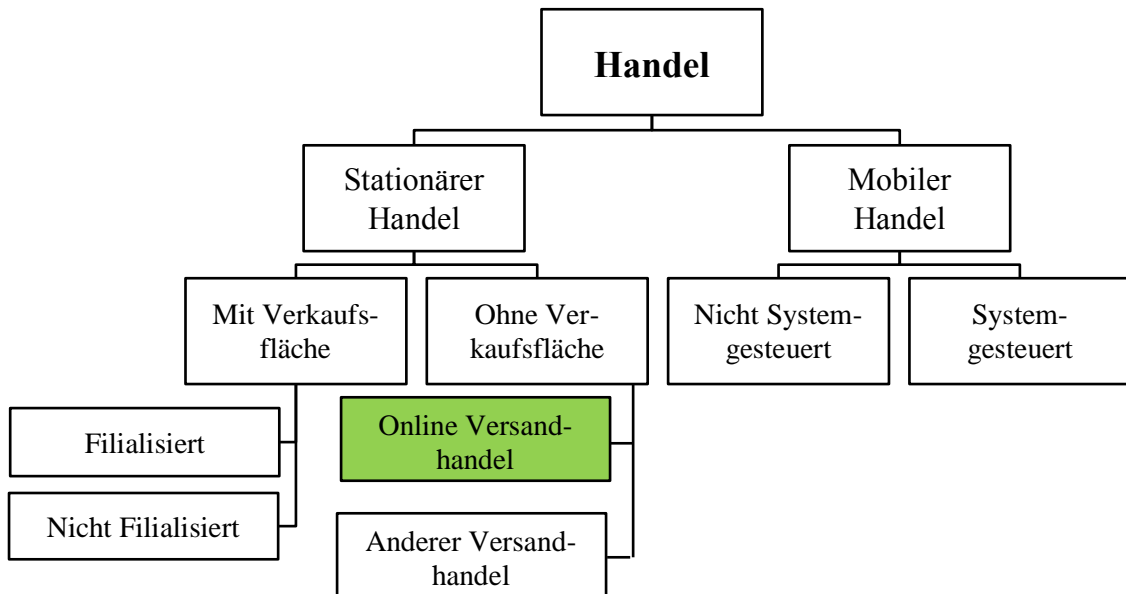 Handel
Stationärer
Handel
Mobiler
Handel
Mit Verkaufs-
fläche
Ohne Ver-
kaufsfläche
Nicht System-
gesteuert
System-
gesteuert
Filialisiert
Nicht Filialisiert
Online Versand-
handel
Anderer Versand-
handel